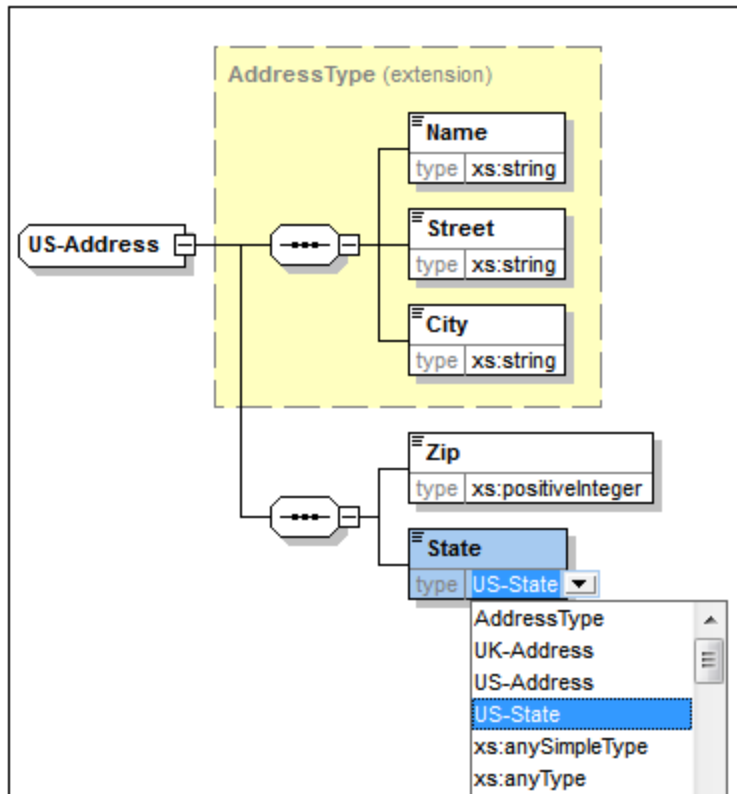 AddressType (extension)
Name
type xs:string
US-Address
Street
type xs:string
City
type xs:string
Zip
type xs:positiveInteger
State
type US-State
AddressType
UK-Address
US-Address
US-State
xs:anySimpleType
xs:anyType